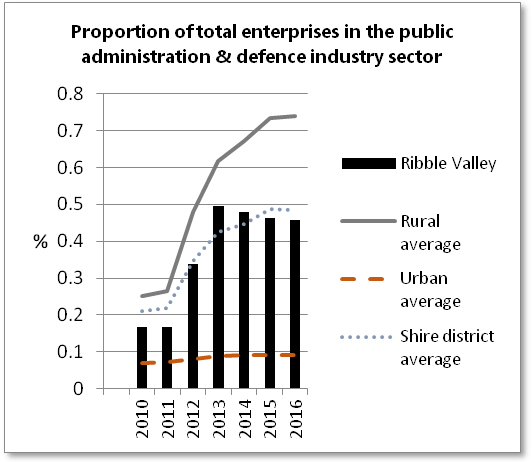 Proportion of total enterprises in the public
administration & defence industry sector
0.8
0.7
0.6
0.5
0.4
0.3
0.2
0.1
0
%
2010
2011
2012
2013
2014
2015
2016
Ribble Valley
Rural
average
Urban
average
Shire district
average